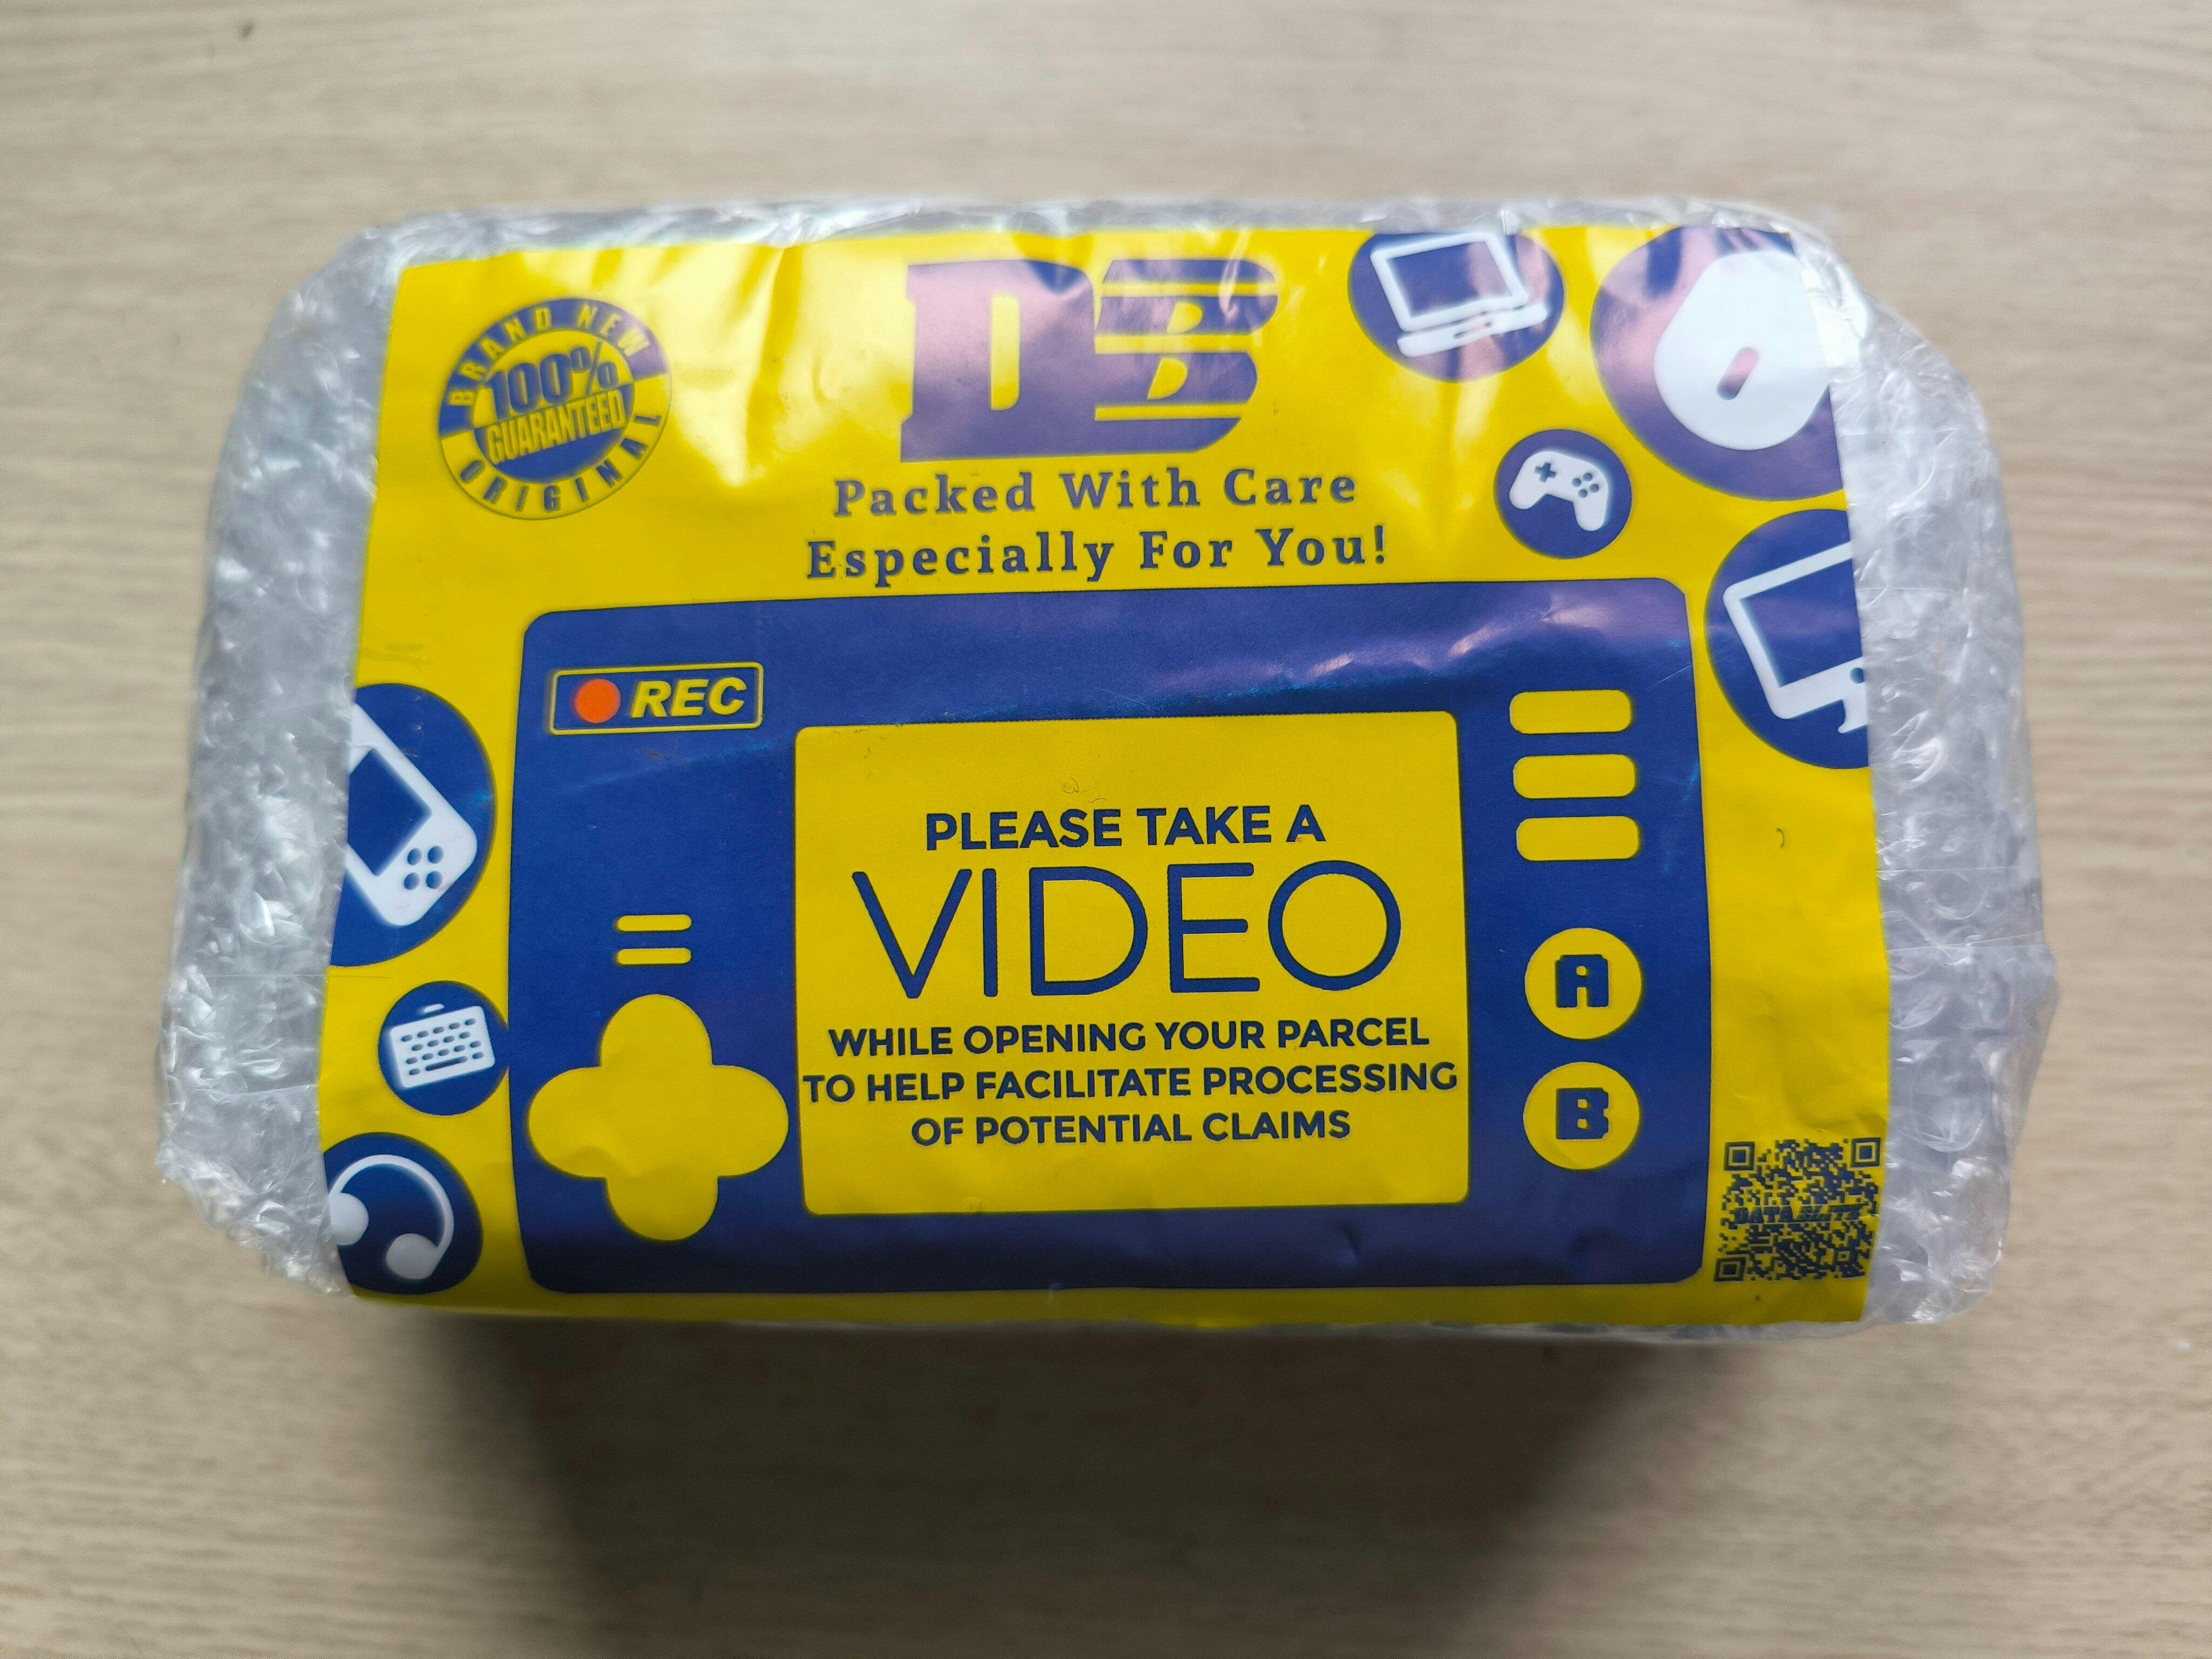 BRAND NEW
100%
GUARANTEED
ORIGINAL
DB
Packed With Care
Especially For You!
REC
PLEASE TAKE A
VIDEO
WHILE OPENING YOUR PARCEL
TO HELP FACILITATE PROCESSING
OF POTENTIAL CLAIMS
A
B